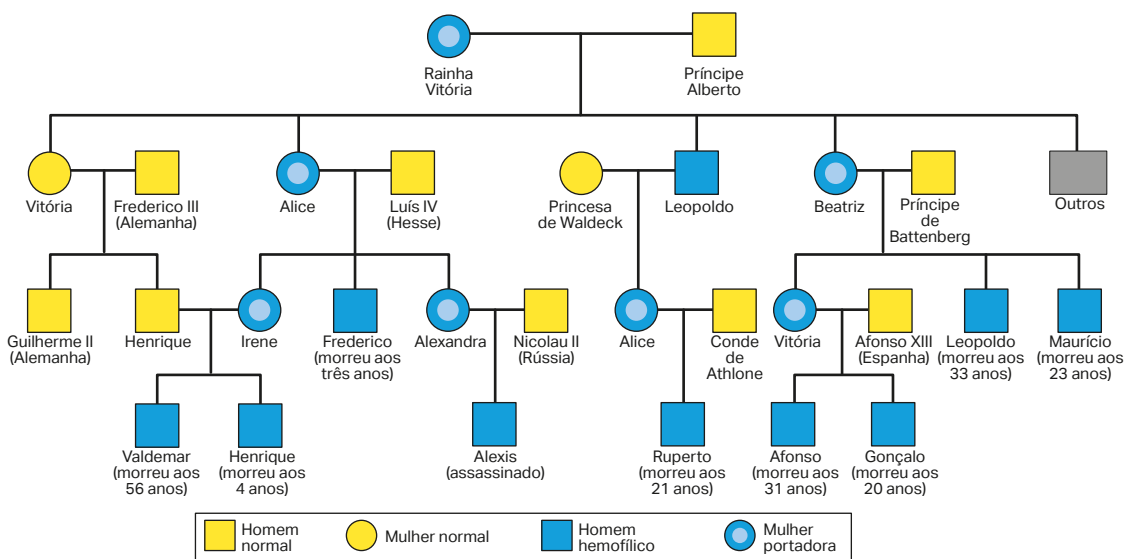 Rainha
Vitória
Príncipe
Alberto
Vitória
Frederico III
(Alemanha)
Alice
Luís IV
(Hesse)
Princesa
de Waldeck
Leopoldo
Beatriz
Príncipe
de
Battenberg
Outros
Guilherme II
(Alemanha)
Henrique
Irene
Frederico
(morreu aos
três anos)
Alexandra
Nicolau II
(Rússia)
Alice
Conde
de
Athlone
Vitória
Afonso XIII
(Espanha)
Leopoldo
(morreu aos
33 anos)
Maurício
(morreu aos
23 anos)
Valdemar
(morreu aos
56 anos)
Henrique
(morreu aos
4 anos)
Alexis
(assassinado)
Ruperto
(morreu aos
21 anos)
Afonso
(morreu aos
31 anos)
Gonçalo
(morreu aos
20 anos)
Homem
normal
Mulher normal
Homem
hemofílico
Mulher
portadora